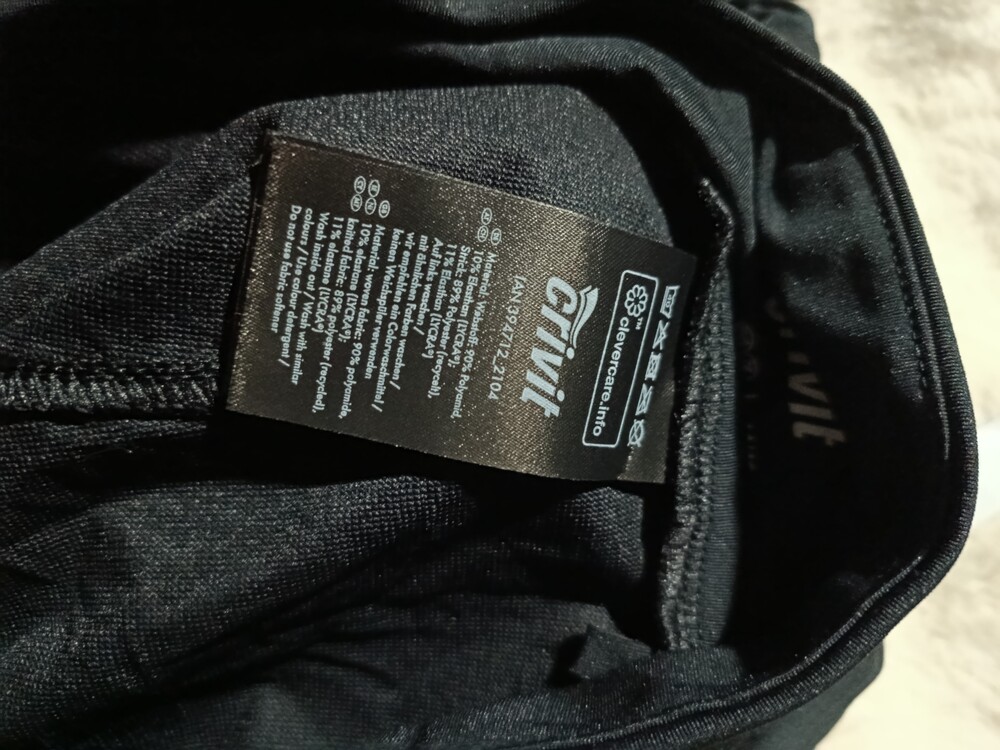 clevercare.info
Crivit
IAN 394712_2104
Material: Webstoff: 90% Polyamid,
10% Elasthan (LYCRA®);
Strick: 89% Polyester (recycelt),
11% Elasthan (LYCRA®)
Auf links waschen /
mit ähnlichen Farben waschen /
wir empfehlen ein Colorwaschmittel /
keinen Weichspüler verwenden
Material: woven fabric: 90% polyamide,
10% elastane (LYCRA®);
knitted fabric: 89% polyester (recycled),
11% elastane (LYCRA®)
Wash inside out / Wash with similar
colours / Use colour detergent /
Do not use fabric softener